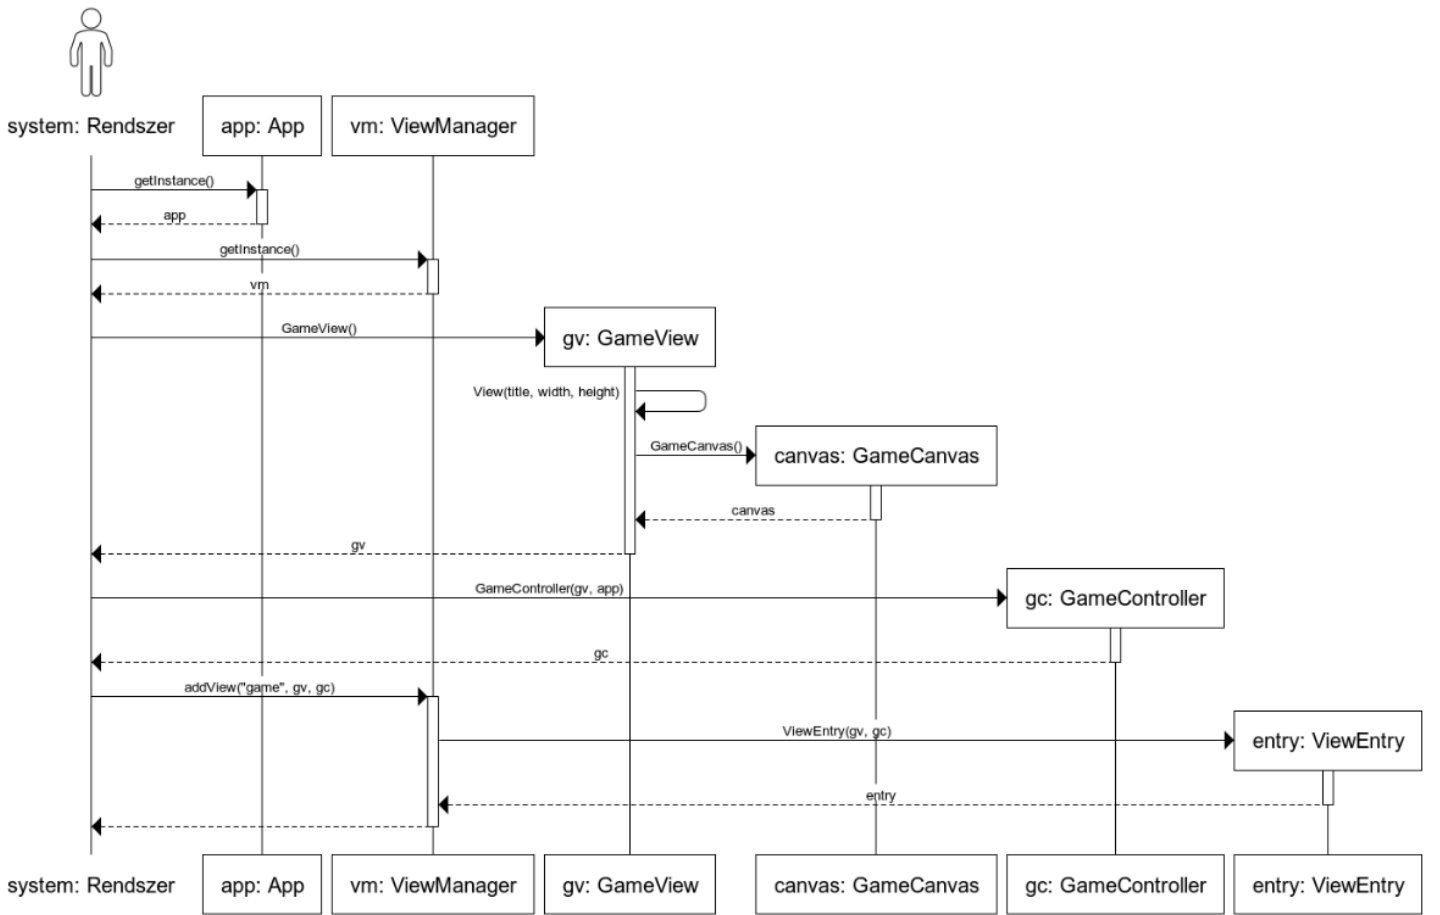 system: Rendszer
app: App
vm: ViewManager
getInstance()
app
getInstance()
vm
GameView()
gv: GameView
View(title, width, height)
GameCanvas()
canvas: GameCanvas
canvas
gv
GameController(gv, app)
gc: GameController
gc
addView("game", gv, gc)
ViewEntry(gv, gc)
entry: ViewEntry
entry
system: Rendszer
app: App
vm: ViewManager
gv: GameView
canvas: GameCanvas
gc: GameController
entry: ViewEntry